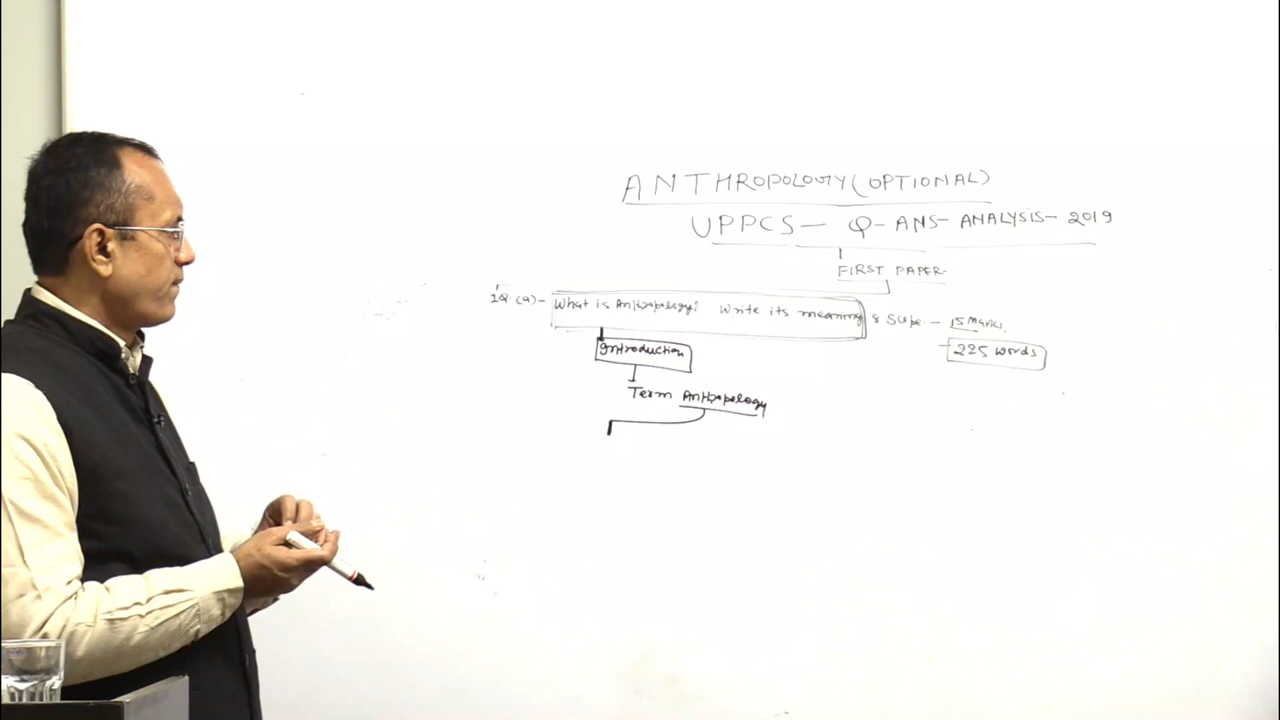 ANTHROPOLOGY (OPTIONAL)
UPPCS- Q-ANS-ANALYSIS-2019
FIRST PAPER-
1Q.(a)- What is Anthropology? Write its meaning & Scope. - 15 Marks.
225 words
Introduction
Term Anthropology